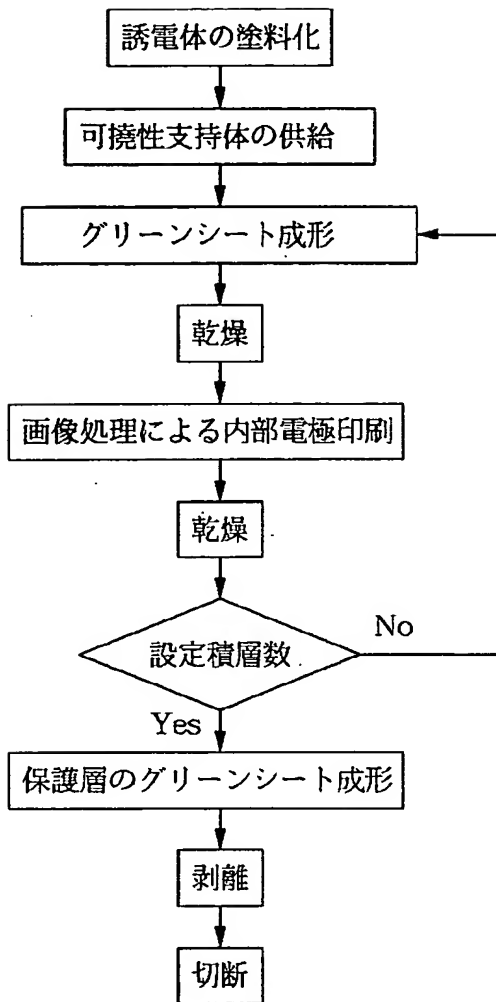 誘電体の塗料化
可撓性支持体の供給
グリーンシート成形
乾燥
画像処理による内部電極印刷
乾燥
設定積層数
No
Yes
保護層のグリーンシート成形
剥離
切断